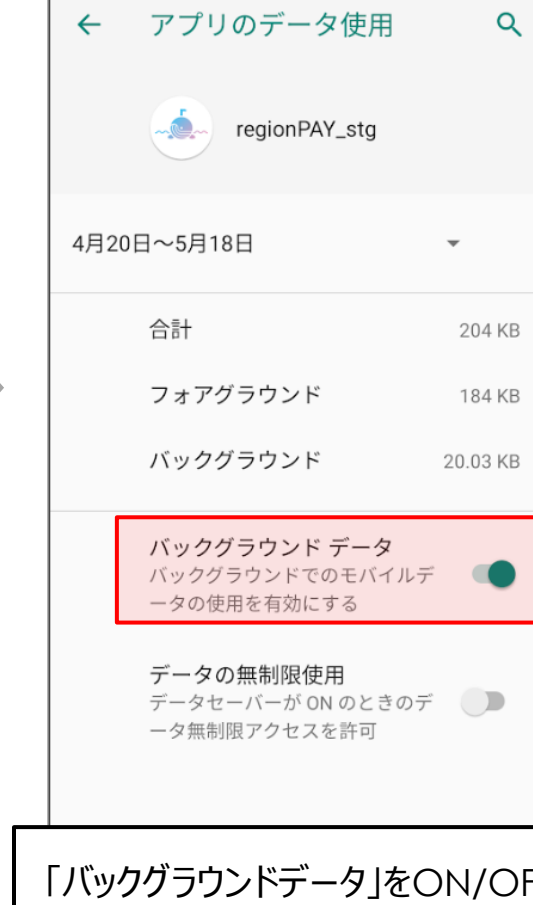 アプリのデータ使用
regionPAY_stg
4月20日～5月18日
合計 204 KB
フォアグラウンド 184 KB
バックグラウンド 20.03 KB
バックグラウンド データ
バックグラウンドでのモバイルデ
ータの使用を有効にする
データの無制限使用
データセーバーが ON のときのデ
ータ無制限アクセスを許可
「バックグラウンドデータ」をON/OF